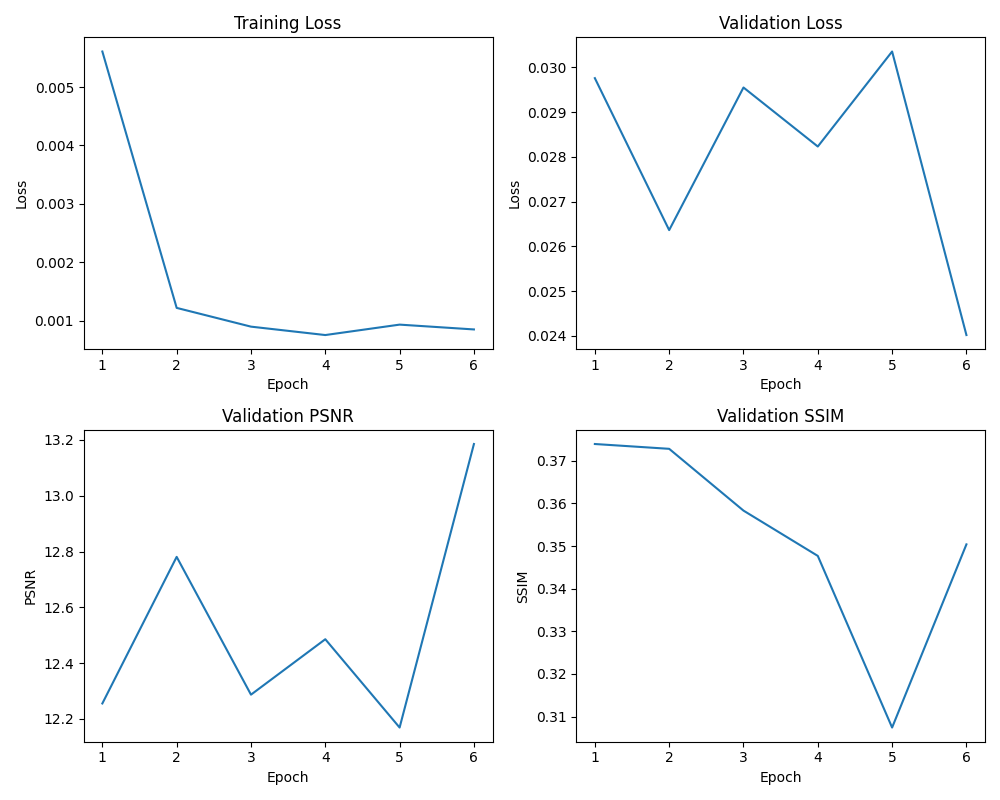 Training Loss
Loss
0.005
0.004
0.003
0.002
0.001
1 2 3 4 5 6
Epoch
Validation Loss
Loss
0.030
0.029
0.028
0.027
0.026
0.025
0.024
1 2 3 4 5 6
Epoch
Validation PSNR
PSNR
13.2
13.0
12.8
12.6
12.4
12.2
1 2 3 4 5 6
Epoch
Validation SSIM
SSIM
0.37
0.36
0.35
0.34
0.33
0.32
0.31
1 2 3 4 5 6
Epoch